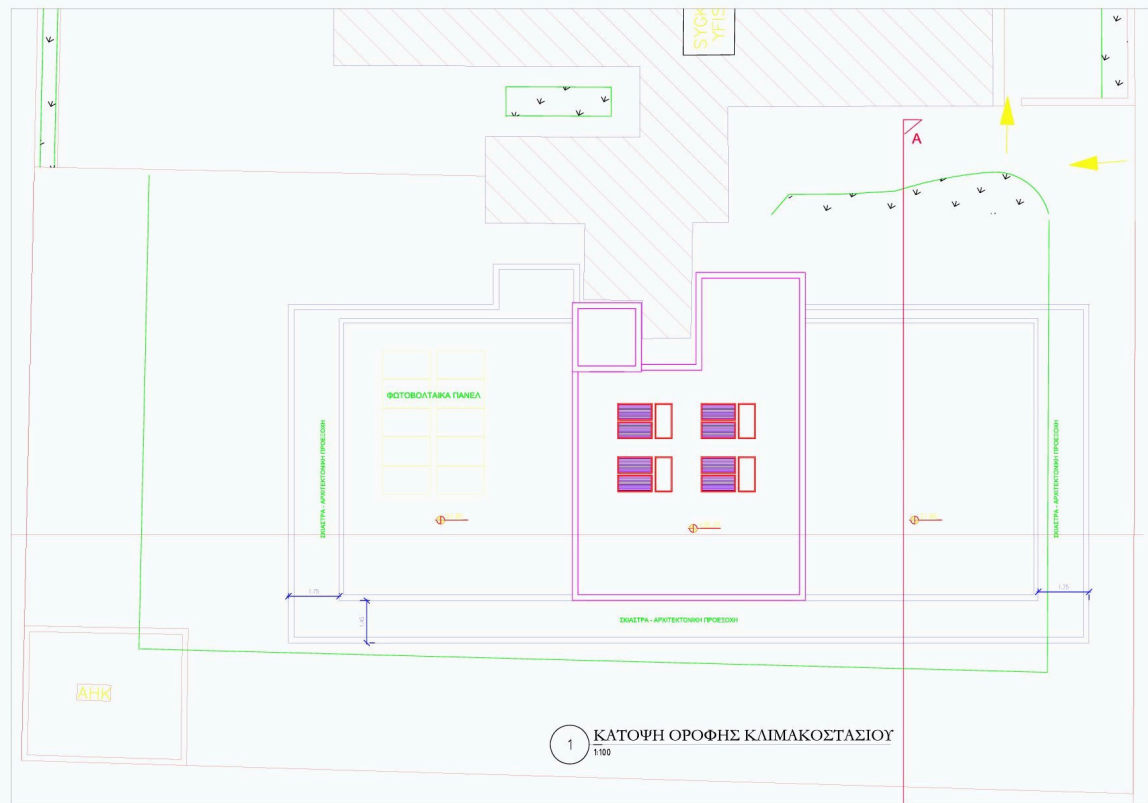 SYGK
YFIS
A
ΦΩΤΟΒΟΛΤΑΙΚΑ ΠΑΝΕΛ
ΣΚΙΑΣΤΡΑ - ΑΡΧΙΤΕΚΤΟΝΙΚΗ ΠΡΟΕΞΟΧΗ
ΣΚΙΑΣΤΡΑ - ΑΡΧΙΤΕΚΤΟΝΙΚΗ ΠΡΟΕΞΟΧΗ
1.75
1.75
1.45
ΣΚΙΑΣΤΡΑ - ΑΡΧΙΤΕΚΤΟΝΙΚΗ ΠΡΟΕΞΟΧΗ
ΑΗΚ
1 ΚΑΤΟΨΗ ΟΡΟΦΗΣ ΚΛΙΜΑΚΟΣΤΑΣΙΟΥ
1:100